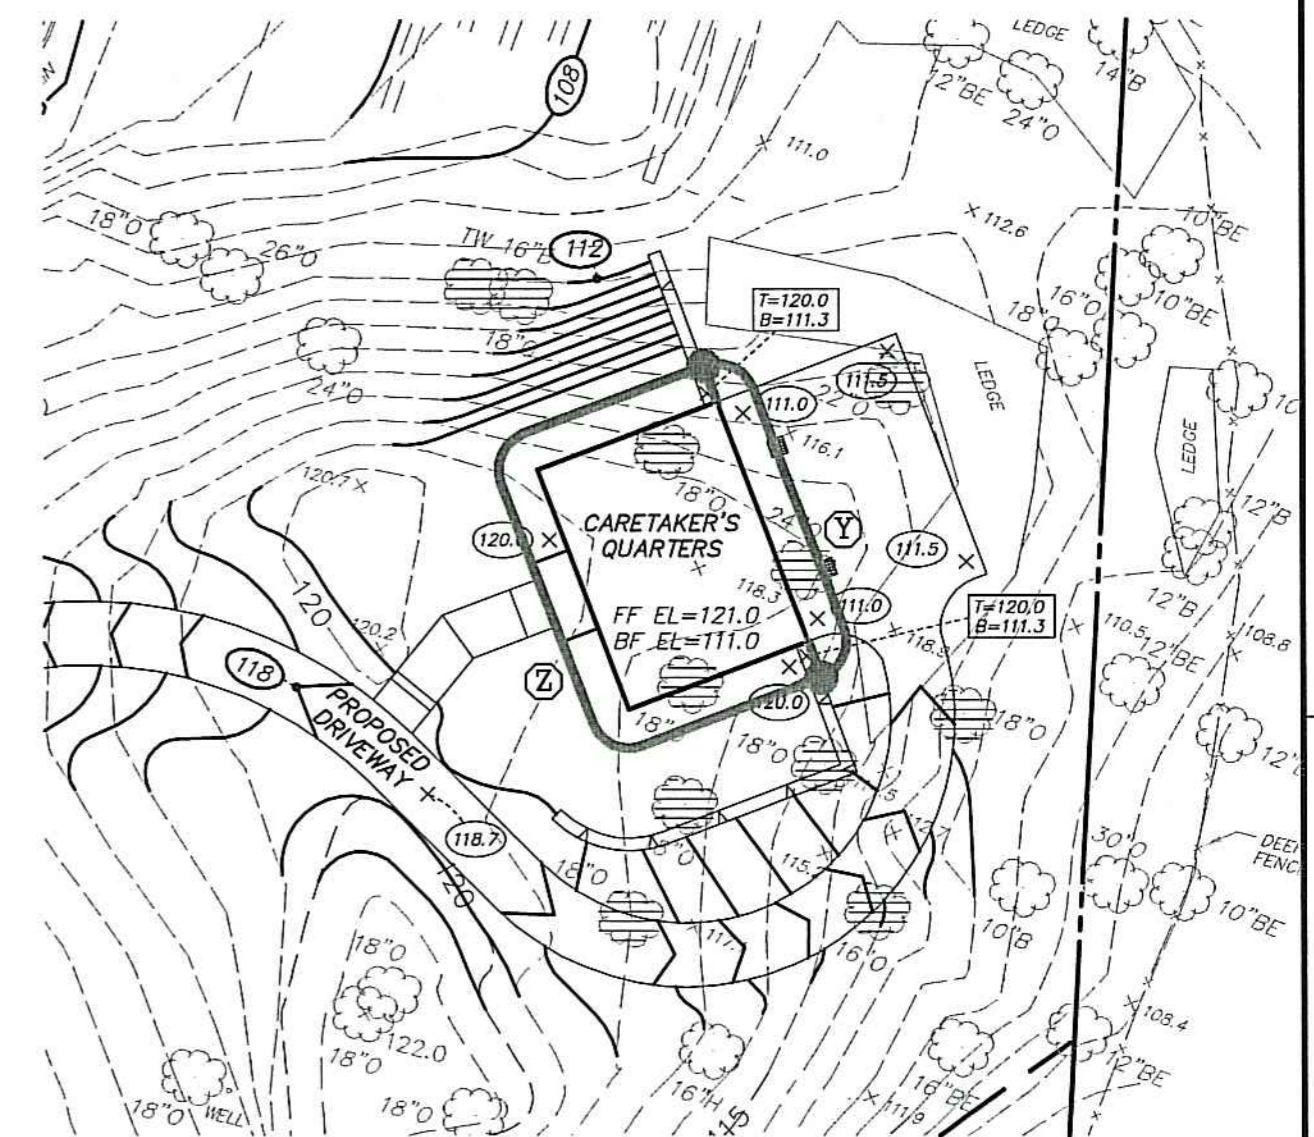 LEDGE
12"BE
14"B
24"O
108
111.0
112.6
10"BE
18"O
26"O
TW 16"B
112
T=120.0
B=111.3
16"O
10"BE
18"O
18"O
24"O
LEDGE
111.5
111.0
22"O
116.1
LEDGE
120.1
18"O
12"B
CARETAKER'S
QUARTERS
Y
111.5
118.3
FF EL=121.0
BF EL=111.0
111.0
T=120.0
B=111.3
12"B
110.5
12"BE
108.8
120
120.2
118
Z
120.0
18"O
18"O
PROPOSED
DRIVEWAY
118.7
120
18"O
112.7
30"O
10"BE
10"B
16"O
18"O
122.0
18"O
108.4
12"BE
16"BE
111.9
18"O
WELL
18"O
16"H
115